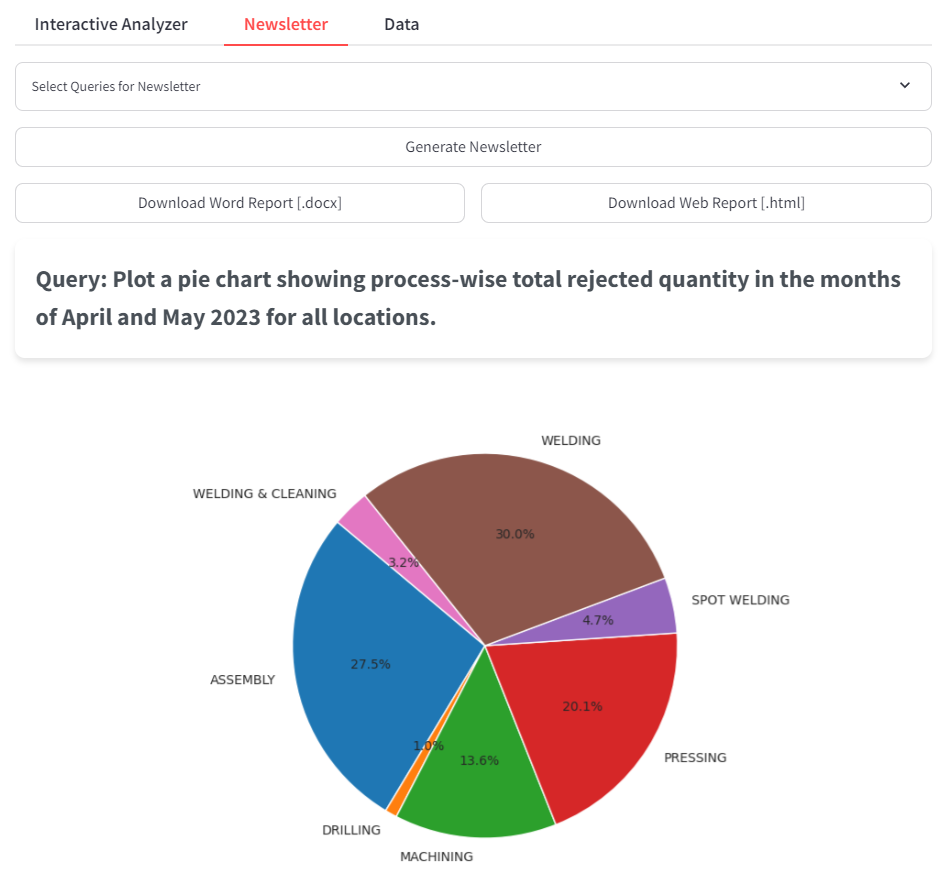 Interactive Analyzer Newsletter Data
Select Queries for Newsletter
Generate Newsletter
Download Word Report [.docx] Download Web Report [.html]
Query: Plot a pie chart showing process-wise total rejected quantity in the months
of April and May 2023 for all locations.
WELDING
WELDING & CLEANING
30.0%
3.2%
SPOT WELDING
4.7%
27.5%
ASSEMBLY
20.1%
1.0%
13.6%
PRESSING
DRILLING
MACHINING